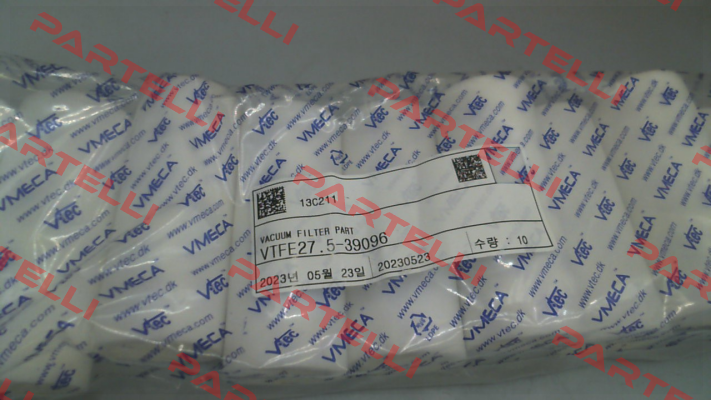 13C211
VACUUM FILTER PART
VTFE27.5-39096
수량 : 10
2023년 05월 23일 20230523
VMECA
Vtec
www.vmeca.com
www.vtec.dk
PARTELLI